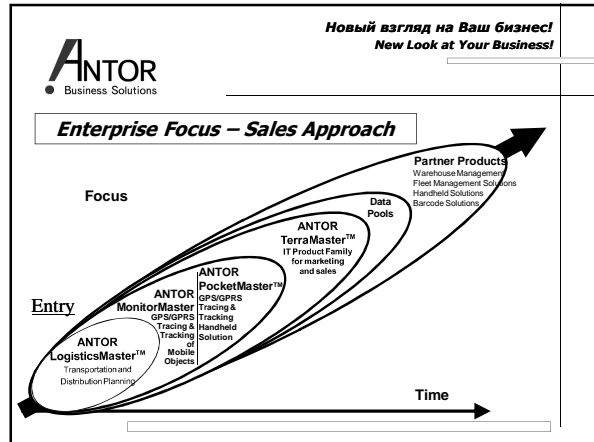 Новый взгляд на Ваш бизнес!
New Look at Your Business!
ANTOR
Business Solutions
Enterprise Focus – Sales Approach
Focus
Partner Products
Warehouse Management
Fleet Management Solutions
Handheld Solutions
Barcode Solutions
Data
Pools
ANTOR
TerraMaster™
IT Product Family
for marketing
and sales
ANTOR
PocketMaster™
GPS/GPRS
Tracing &
Tracking
Handheld
Solution
ANTOR
MonitorMaster
GPS/GPRS
Tracing &
Tracking
of
Mobile
Objects
Entry
ANTOR
LogisticsMaster™
Transportation and
Distribution Planning
Time